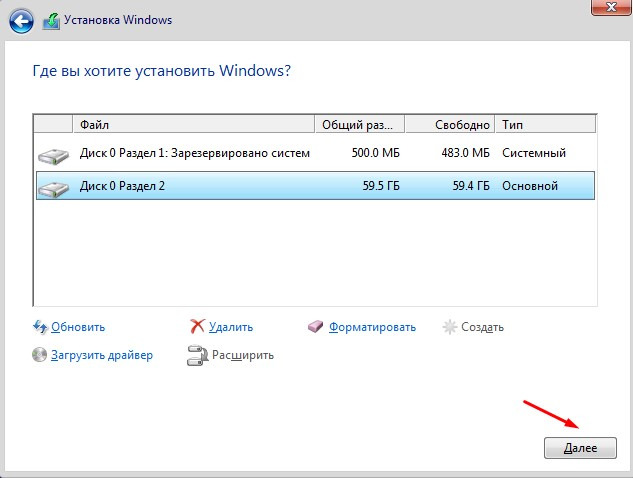 Установка Windows
Где вы хотите установить Windows?
Файл Общий раз... Свободно Тип
Диск 0 Раздел 1: Зарезервировано систем 500.0 МБ 483.0 МБ Системный
Диск 0 Раздел 2 59.5 ГБ 59.4 ГБ Основной
Обновить Удалить Форматировать Создать
Загрузить драйвер Расширить
Далее